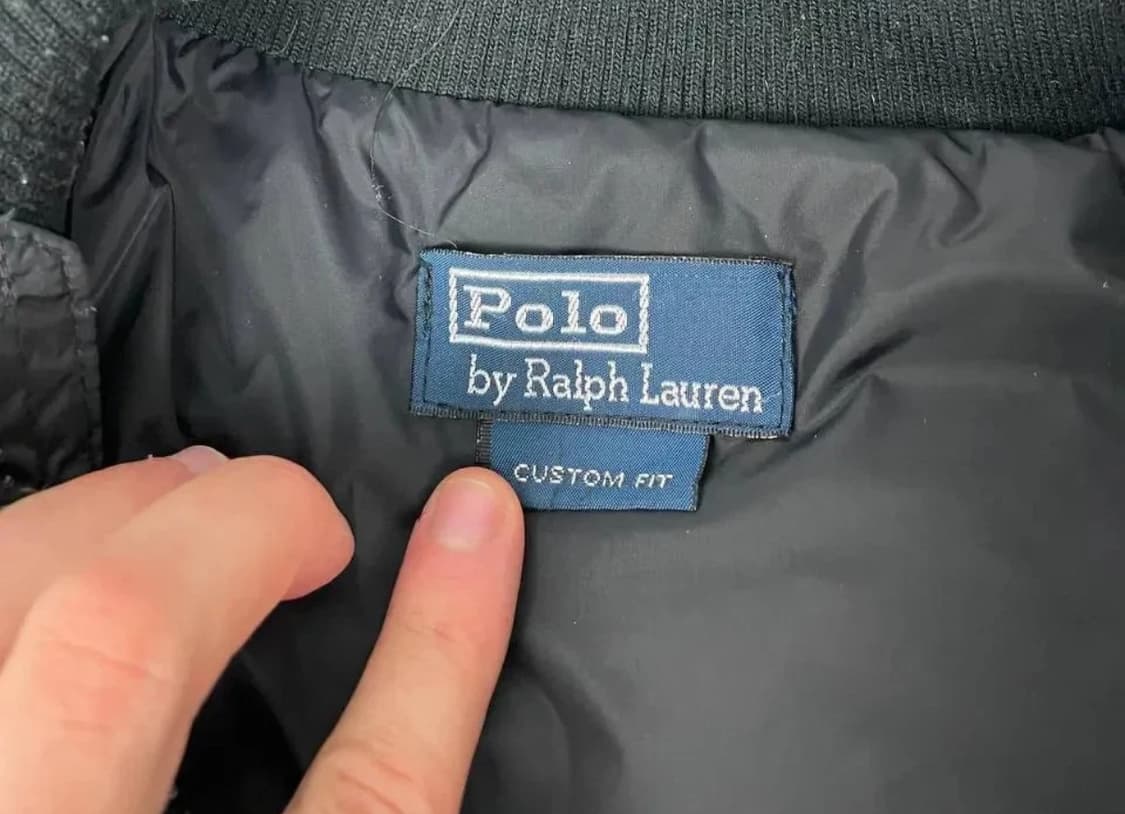 Polo
by Ralph Lauren
CUSTOM FIT